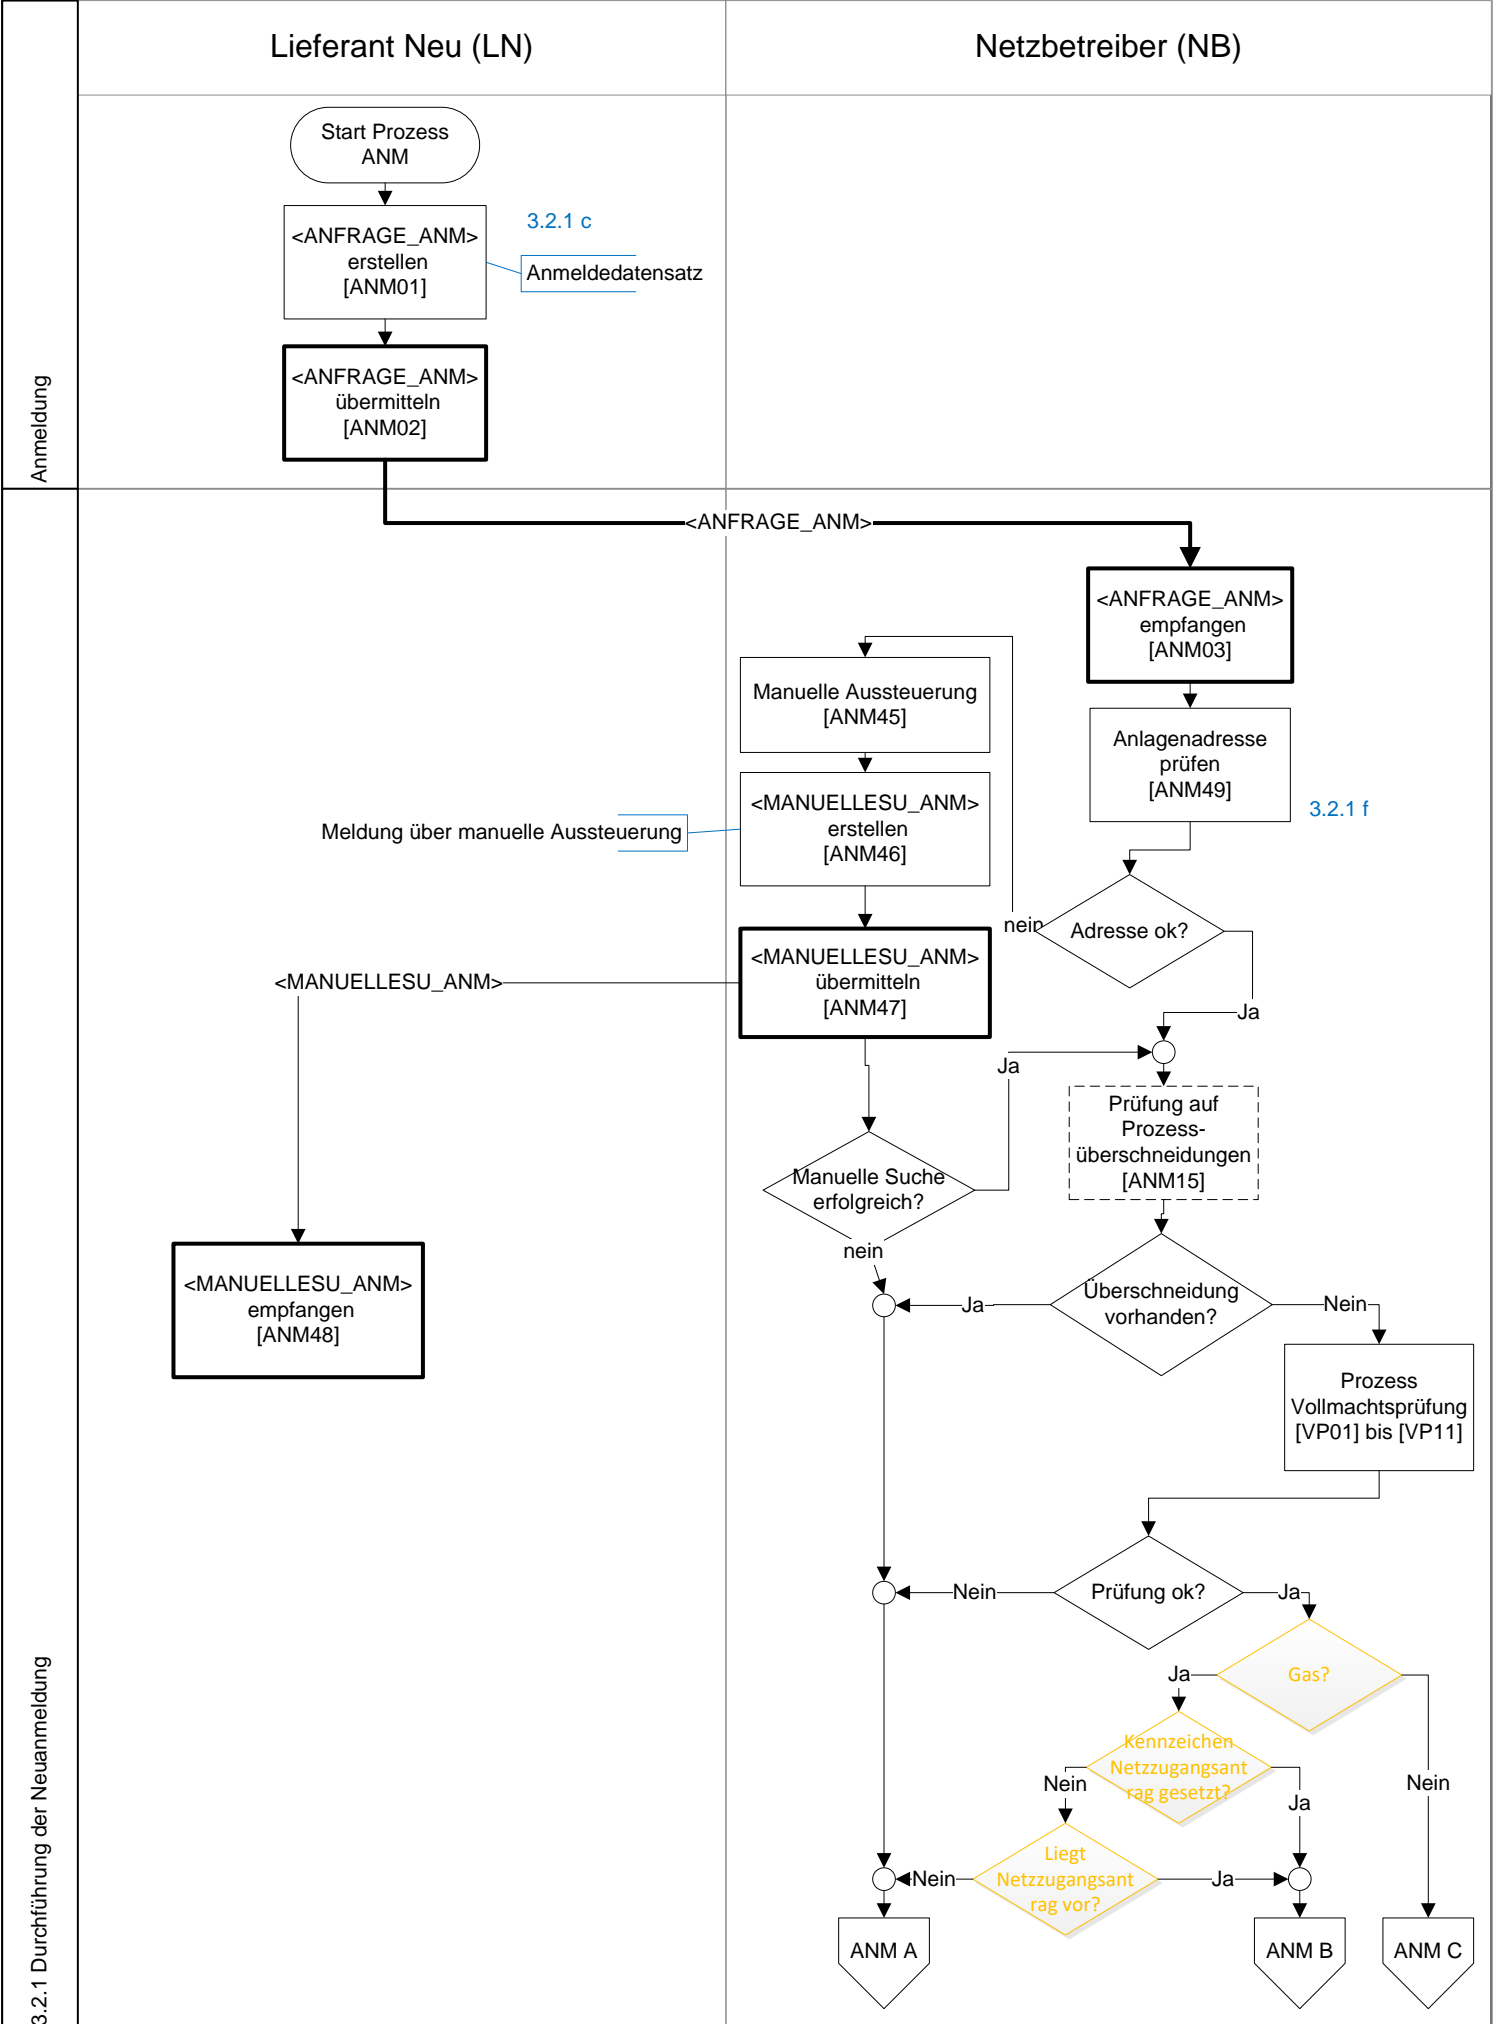 Lieferant Neu (LN)
Netzbetreiber (NB)
Anmeldung
Start Prozess
ANM
<ANFRAGE_ANM>
erstellen
[ANM01]
3.2.1 c
Anmeldedatensatz
<ANFRAGE_ANM>
übermitteln
[ANM02]
3.2.1 Durchführung der Neuanmeldung
<ANFRAGE_ANM>
<ANFRAGE_ANM>
empfangen
[ANM03]
Manuelle Aussteuerung
[ANM45]
Anlagenadresse
prüfen
[ANM49]
3.2.1 f
<MANUELLESU_ANM>
erstellen
[ANM46]
Meldung über manuelle Aussteuerung
nein
Adresse ok?
Ja
<MANUELLESU_ANM>
übermitteln
[ANM47]
<MANUELLESU_ANM>
Ja
Prüfung auf
Prozess-
überschneidungen
[ANM15]
Manuelle Suche
erfolgreich?
nein
<MANUELLESU_ANM>
empfangen
[ANM48]
Ja
Überschneidung
vorhanden?
Nein
Prozess
Vollmachtsprüfung
[VP01] bis [VP11]
Nein
Prüfung ok?
Ja
Ja
Gas?
Nein
Kennzeichen
Netzzugangsant
rag gesetzt?
Nein
Ja
Nein
Liegt
Netzzugangsant
rag vor?
Ja
ANM A
ANM B
ANM C